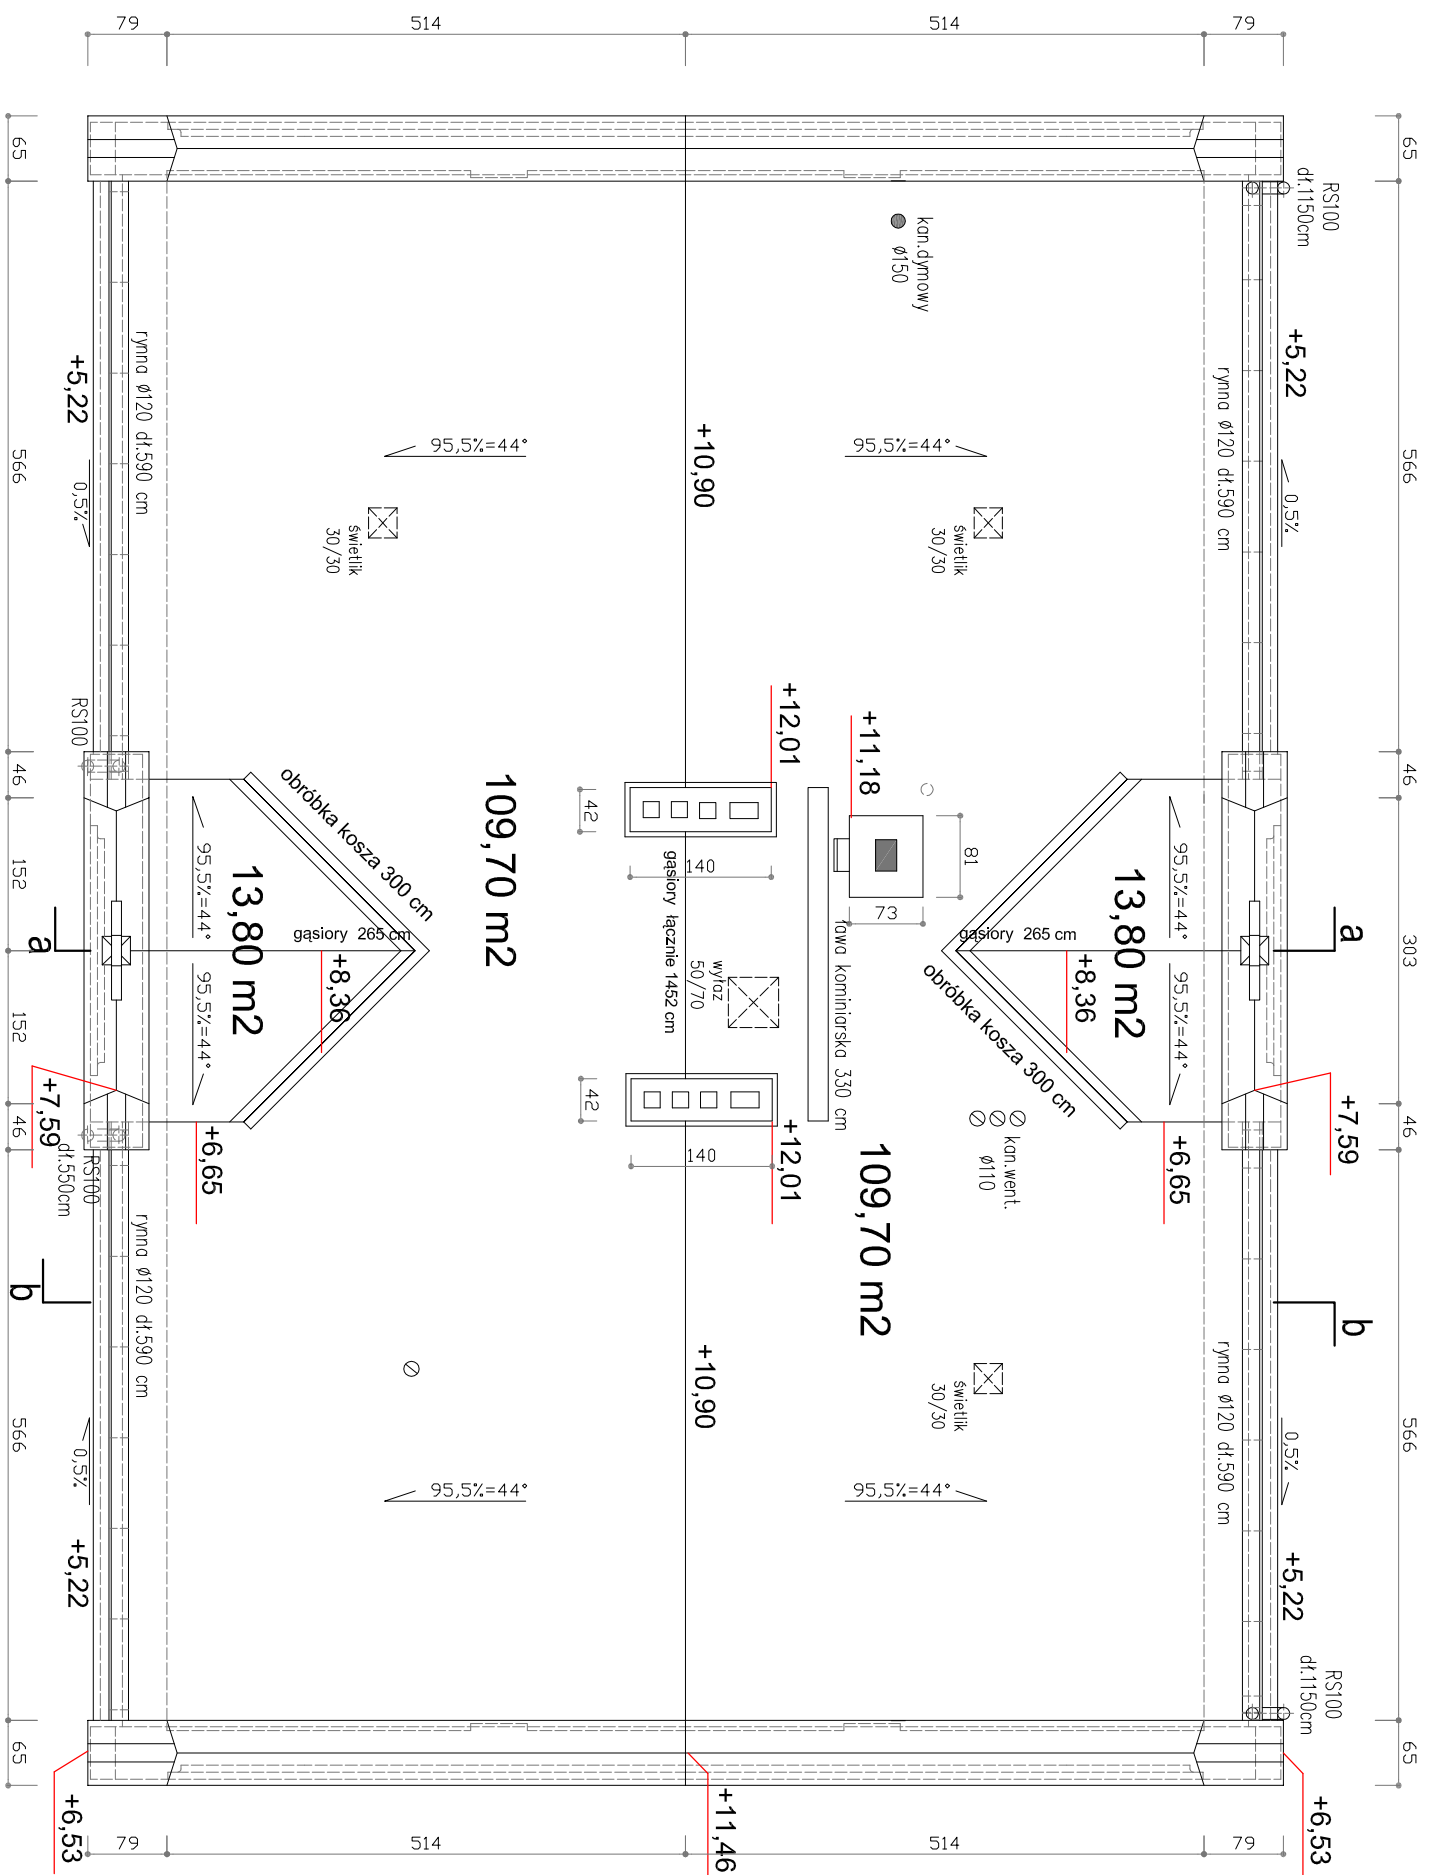 79
514
514
79
65
566
46
152
152
46
566
65
65
566
46
303
46
566
65
79
514
514
79
RS100
dł.1150cm
kan.dymowy
ø150
+5,22
rynna ø120 dł.590 cm
0,5%
+5,22
rynna ø120 dł.590 cm
0,5%
95,5%=44°
95,5%=44°
+10,90
świetlik
30/30
świetlik
30/30
RS100
obróbka kosza 300 cm
109,70 m2
42
+12,01
+11,18
81
73
140
gąsiory łącznie 1452 cm
ława kominiarska 330 cm
wyłaz
50/70
95,5%=44°
95,5%=44°
13,80 m2
gąsiory 265 cm
+8,36
a
13,80 m2
95,5%=44°
95,5%=44°
gąsiory 265 cm
+8,36
obróbka kosza 300 cm
a
+7,59
+6,65
RS100
dł.550cm
42
140
+12,01
kan.went.
ø110
+6,65
+7,59
109,70 m2
b
b
rynna ø120 dł.590 cm
0,5%
+5,22
+10,90
świetlik
30/30
rynna ø120 dł.590 cm
0,5%
+5,22
95,5%=44°
95,5%=44°
RS100
dł.1150cm
+6,53
+11,46
+6,53